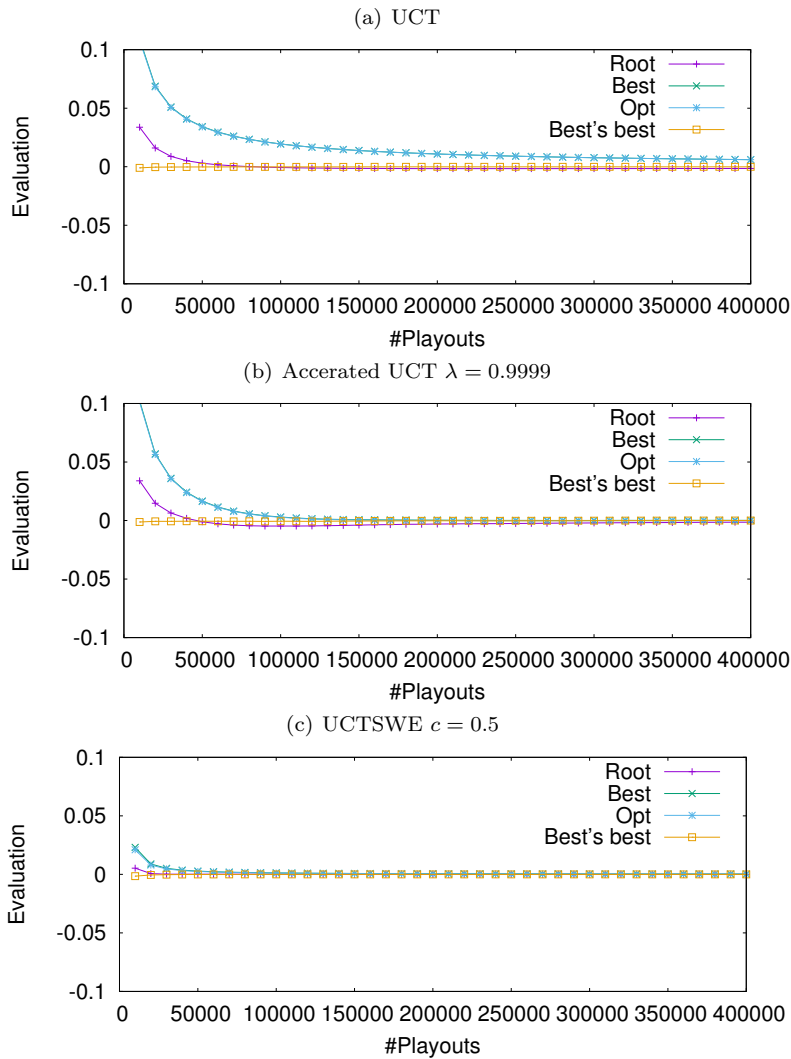 (a) UCT
0.1
0.05
0
-0.05
-0.1
Evaluation
Root
Best
Opt
Best's best
0 50000 100000 150000 200000 250000 300000 350000 400000
#Playouts
(b) Accerated UCT λ = 0.9999
0.1
0.05
0
-0.05
-0.1
Evaluation
Root
Best
Opt
Best's best
0 50000 100000 150000 200000 250000 300000 350000 400000
#Playouts
(c) UCTSWE c = 0.5
0.1
0.05
0
-0.05
-0.1
Evaluation
Root
Best
Opt
Best's best
0 50000 100000 150000 200000 250000 300000 350000 400000
#Playouts